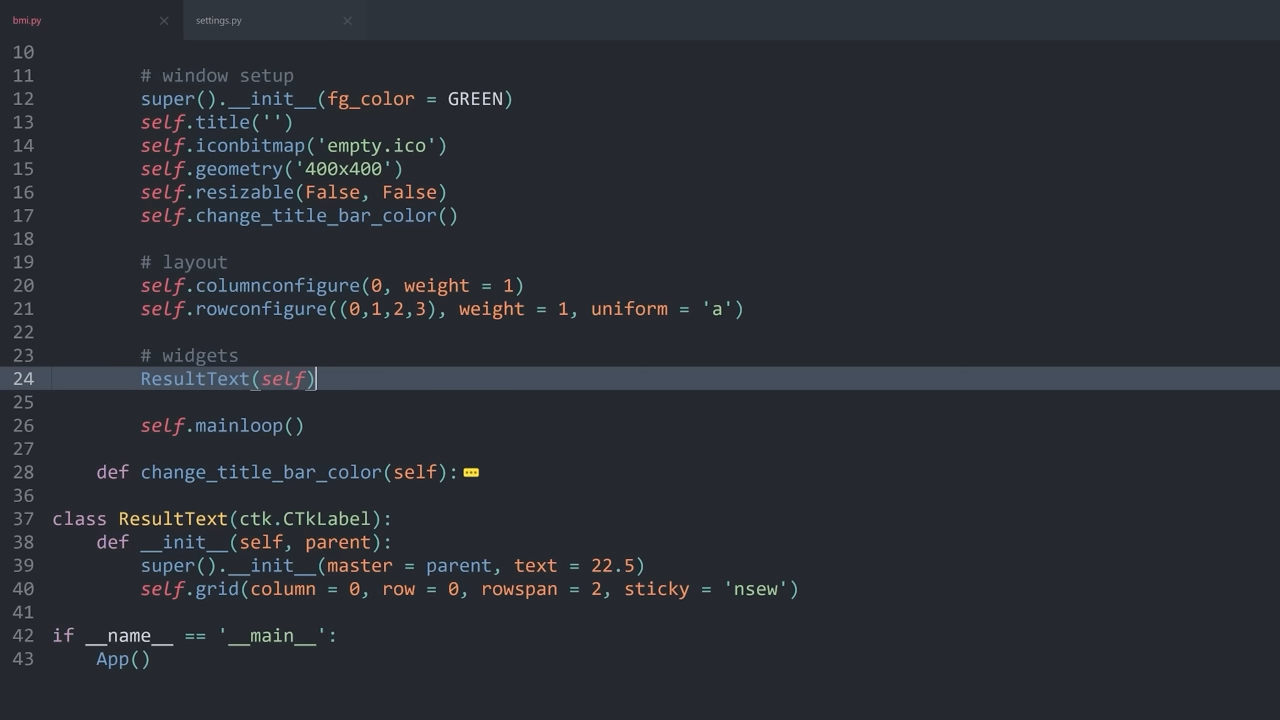 bmi.py
settings.py
10
11 # window setup
12 super().__init__(fg_color = GREEN)
13 self.title('')
14 self.iconbitmap('empty.ico')
15 self.geometry('400x400')
16 self.resizable(False, False)
17 self.change_title_bar_color()
18
19 # layout
20 self.columnconfigure(0, weight = 1)
21 self.rowconfigure((0,1,2,3), weight = 1, uniform = 'a')
22
23 # widgets
24 ResultText(self)
25
26 self.mainloop()
27
28 def change_title_bar_color(self):
36
37 class ResultText(ctk.CTkLabel):
38 def __init__(self, parent):
39 super().__init__(master = parent, text = 22.5)
40 self.grid(column = 0, row = 0, rowspan = 2, sticky = 'nsew')
41
42 if __name__ == '__main__':
43 App()